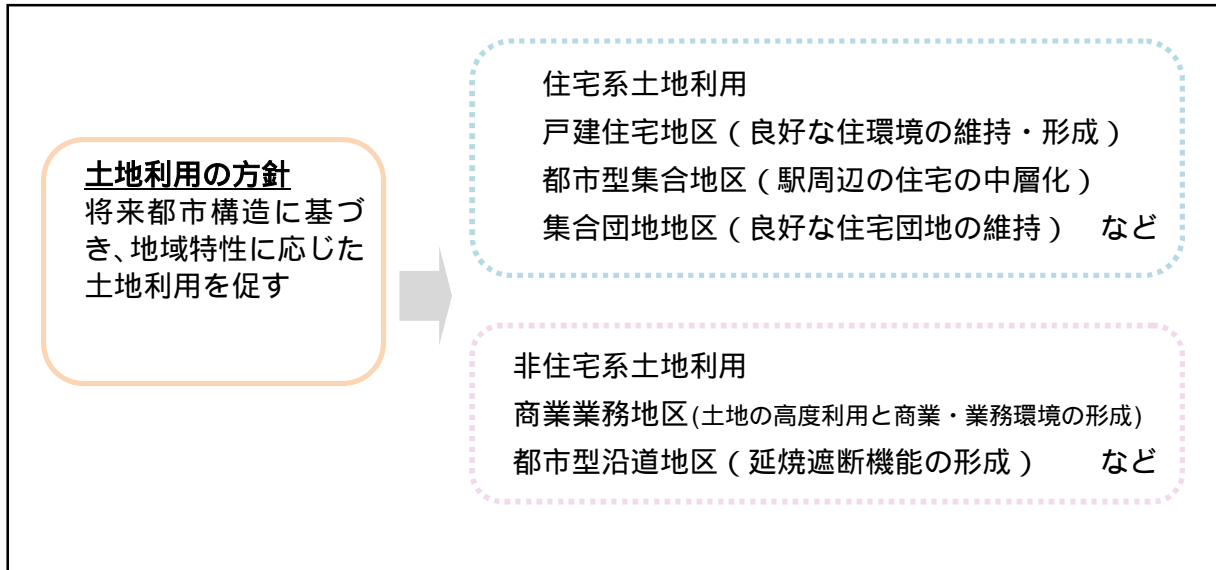 土地利用の方針
将来都市構造に基づ
き、地域特性に応じた
土地利用を促す
住宅系土地利用
戸建住宅地区（良好な住環境の維持・形成）
都市型集合地区（駅周辺の住宅の中層化）
集合団地地区（良好な住宅団地の維持）　など
非住宅系土地利用
商業業務地区(土地の高度利用と商業・業務環境の形成)
都市型沿道地区（延焼遮断機能の形成）　　など